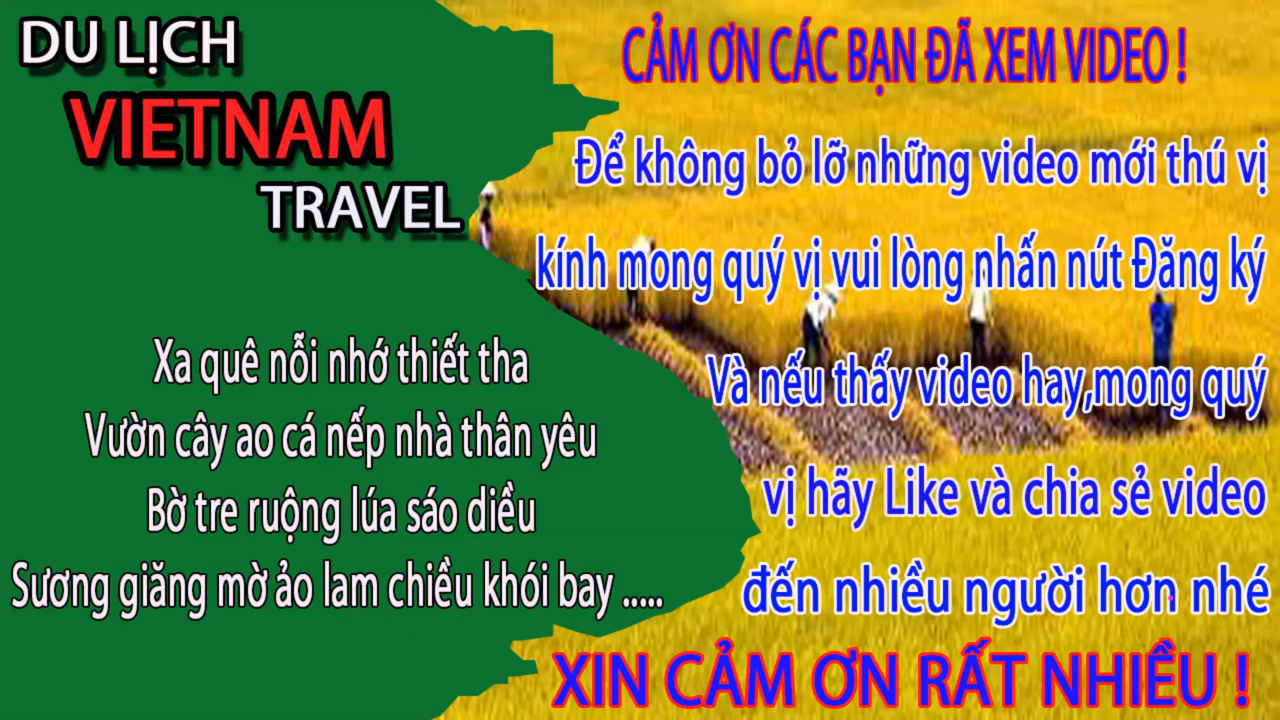 DU LỊCH
VIETNAM
TRAVEL
Xa quê nỗi nhớ thiết tha
Vườn cây ao cá nếp nhà thân yêu
Bờ tre ruộng lúa sáo diều
Sương giăng mờ ảo lam chiều khói bay .....
CẢM ƠN CÁC BẠN ĐÃ XEM VIDEO !
Để không bỏ lỡ những video mới thú vị
kính mong quý vị vui lòng nhấn nút Đăng ký
Và nếu thấy video hay,mong quý
vị hãy Like và chia sẻ video
đến nhiều người hơn nhé
XIN CẢM ƠN RẤT NHIỀU !